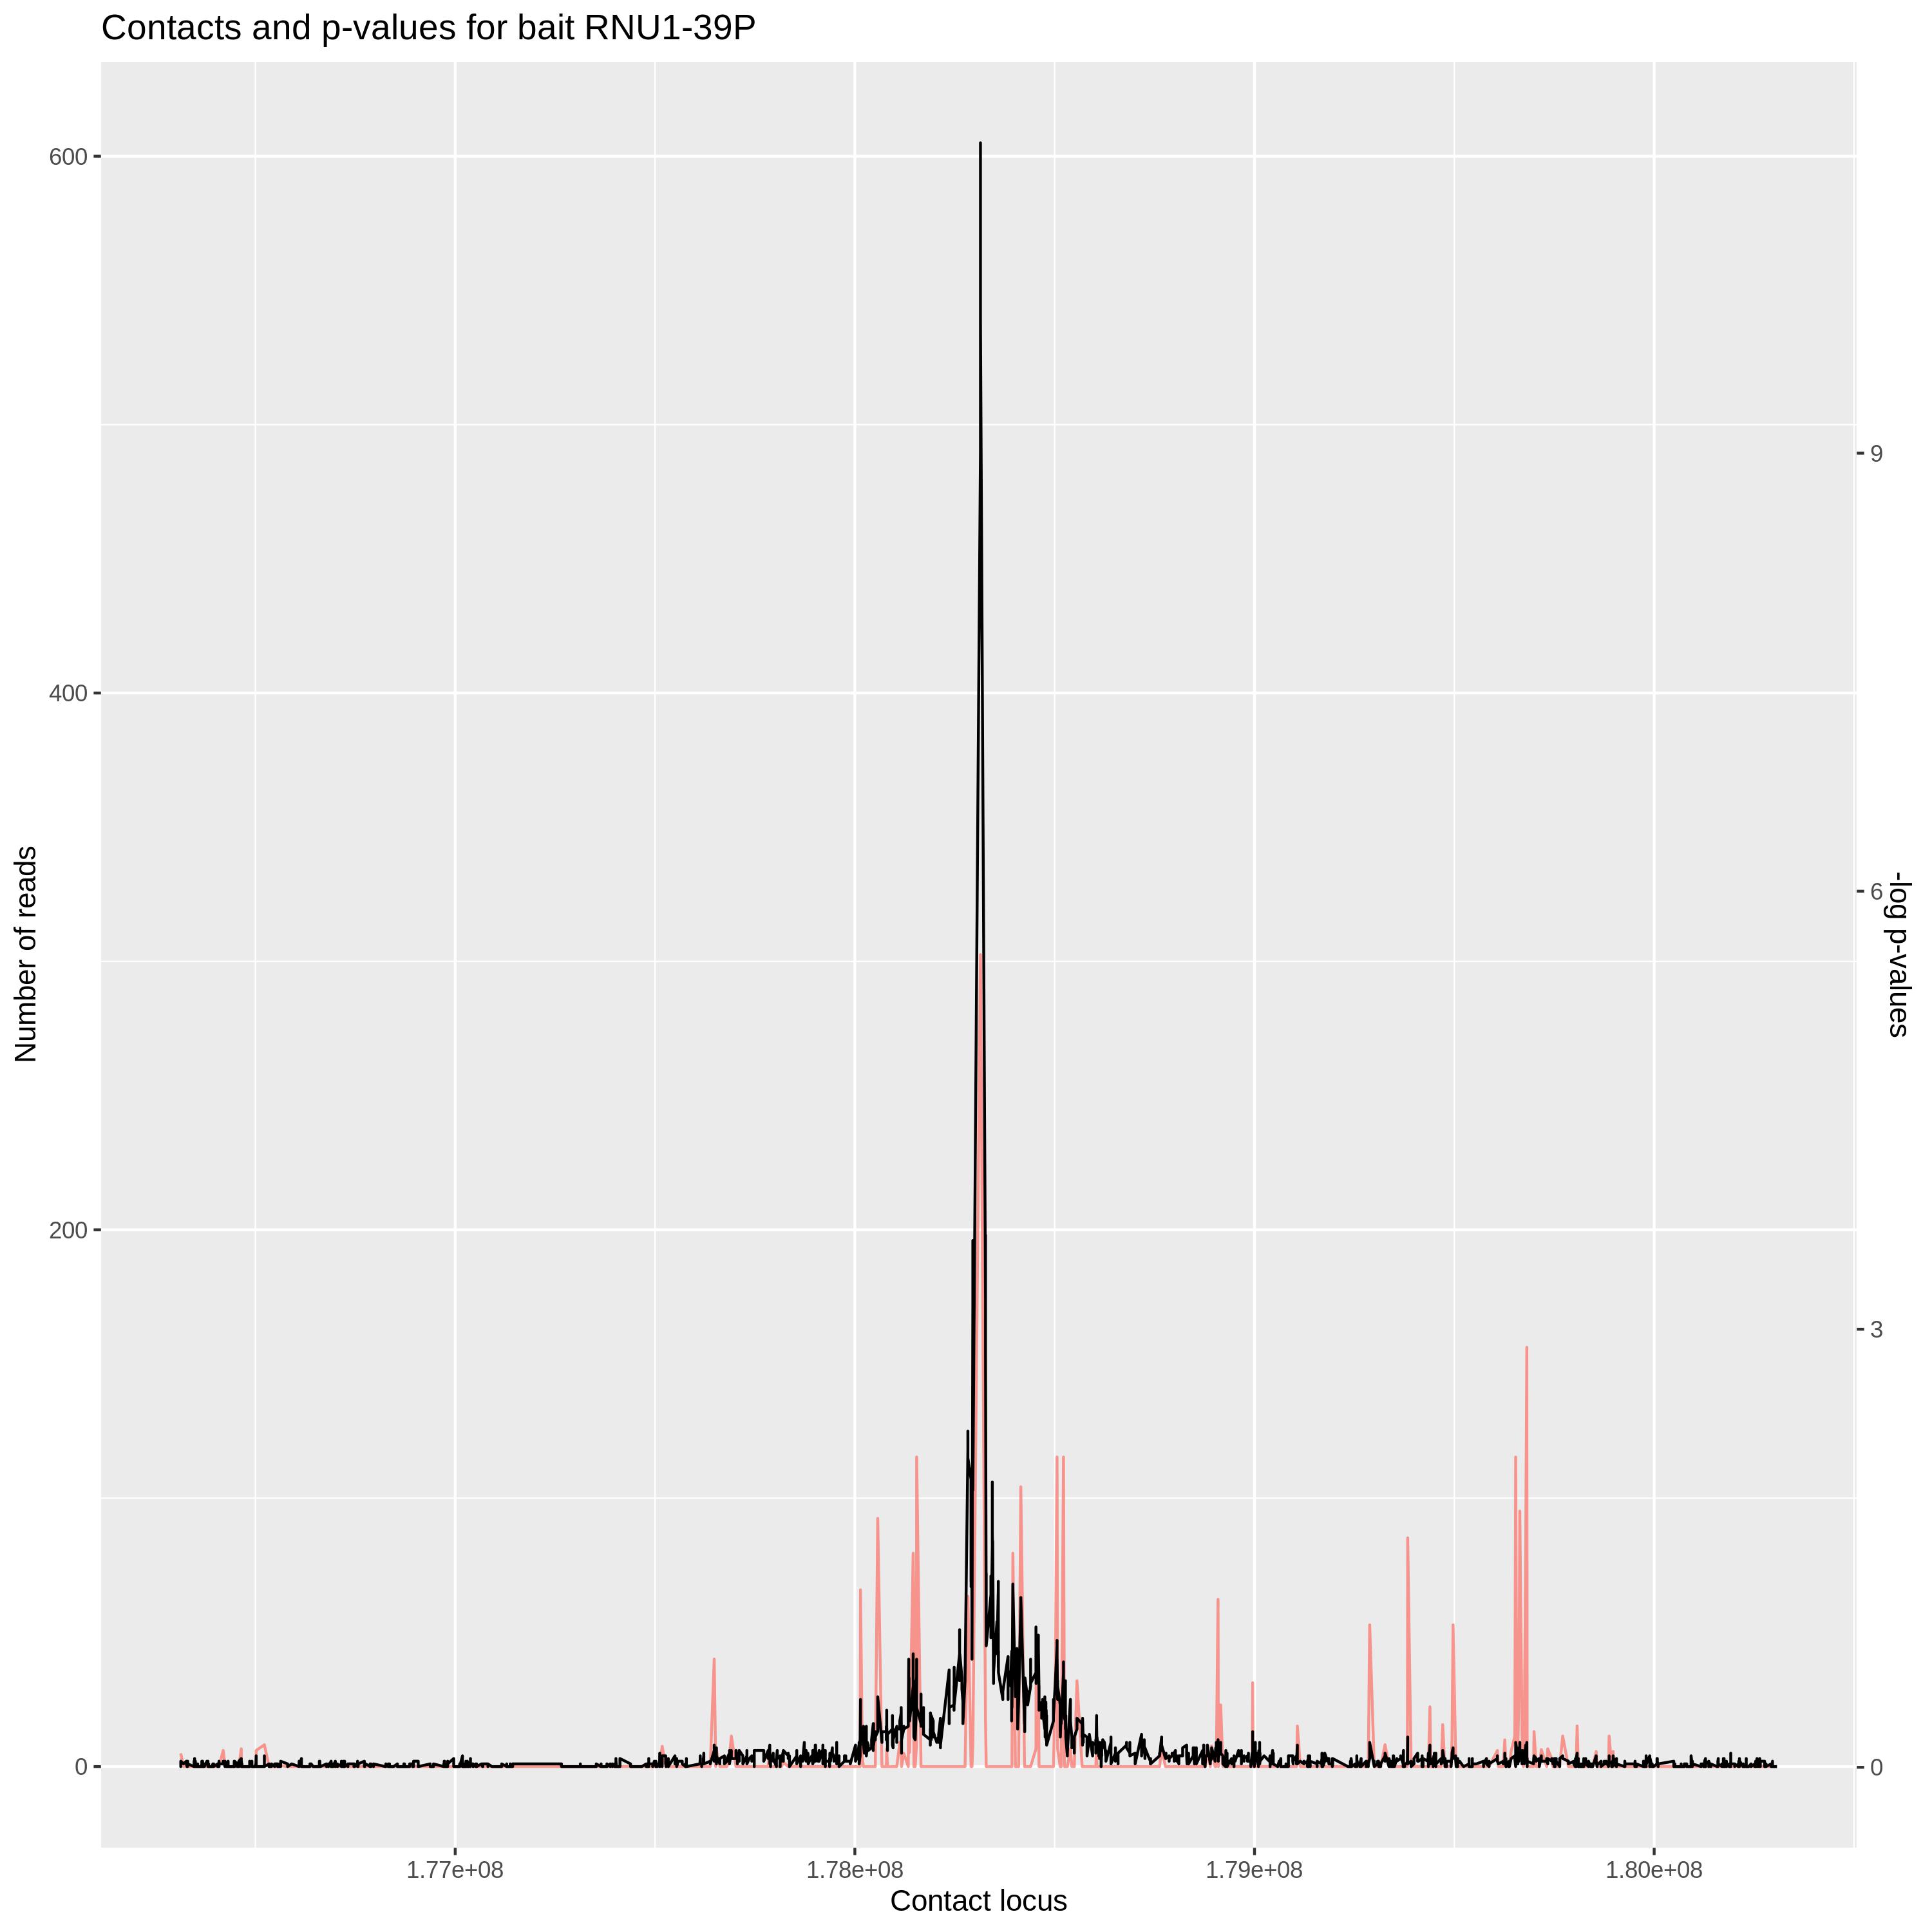 Contacts and p-values for bait RNU1-39P
600
400
200
0
Number of reads
9
6
3
0
-log p-values
1.77e+08
1.78e+08
1.79e+08
1.80e+08
Contact locus